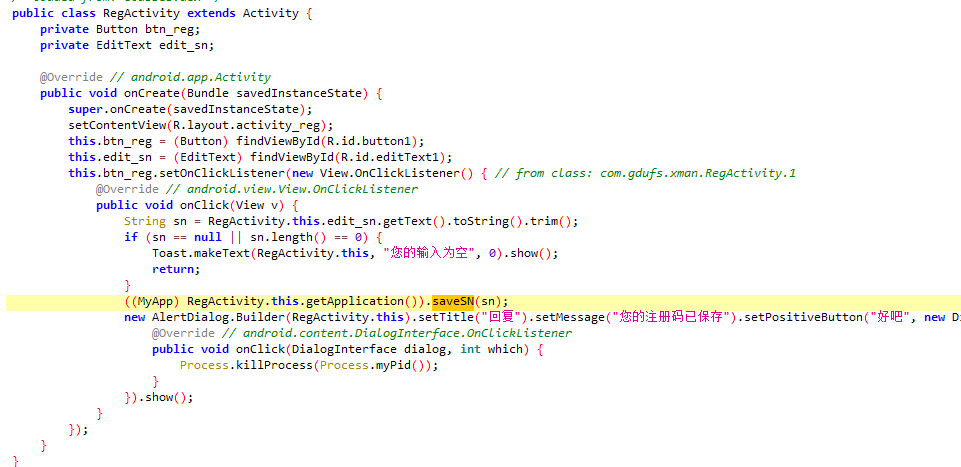 public class RegActivity extends Activity {
private Button btn_reg;
private EditText edit_sn;
@Override // android.app.Activity
public void onCreate(Bundle savedInstanceState) {
super.onCreate(savedInstanceState);
setContentView(R.layout.activity_reg);
this.btn_reg = (Button) findViewById(R.id.button1);
this.edit_sn = (EditText) findViewById(R.id.editText1);
this.btn_reg.setOnClickListener(new View.OnClickListener() { // from class: com.gdufs.xman.RegActivity.1
@Override // android.view.View.OnClickListener
public void onClick(View v) {
String sn = RegActivity.this.edit_sn.getText().toString().trim();
if (sn == null || sn.length() == 0) {
Toast.makeText(RegActivity.this, "您的输入为空", 0).show();
return;
}
((MyApp) RegActivity.this.getApplication()).saveSN(sn);
new AlertDialog.Builder(RegActivity.this).setTitle("回复").setMessage("您的注册码已保存").setPositiveButton("好吧", new Di
@Override // android.content.DialogInterface.OnClickListener
public void onClick(DialogInterface dialog, int which) {
Process.killProcess(Process.myPid());
}
}).show();
}
});
}
}